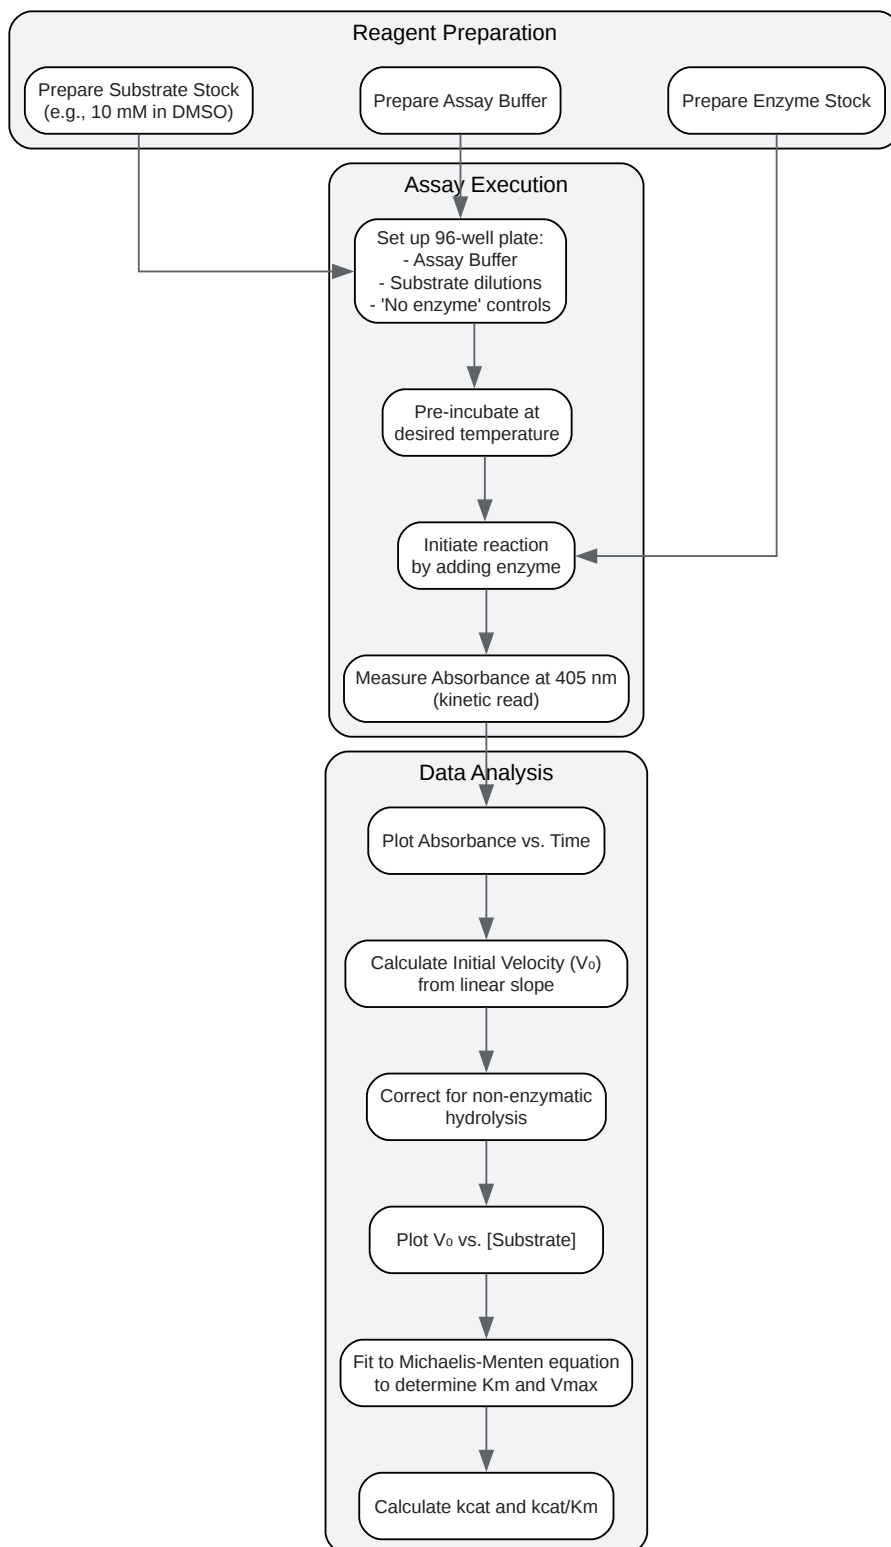 Reagent Preparation
Prepare Substrate Stock
(e.g., 10 mM in DMSO)
Prepare Assay Buffer
Prepare Enzyme Stock
Assay Execution
Set up 96-well plate:
- Assay Buffer
- Substrate dilutions
- 'No enzyme' controls
Pre-incubate at
desired temperature
Initiate reaction
by adding enzyme
Measure Absorbance at 405 nm
(kinetic read)
Data Analysis
Plot Absorbance vs. Time
Calculate Initial Velocity (V₀)
from linear slope
Correct for non-enzymatic
hydrolysis
Plot V₀ vs. [Substrate]
Fit to Michaelis-Menten equation
to determine Km and Vmax
Calculate kcat and kcat/Km